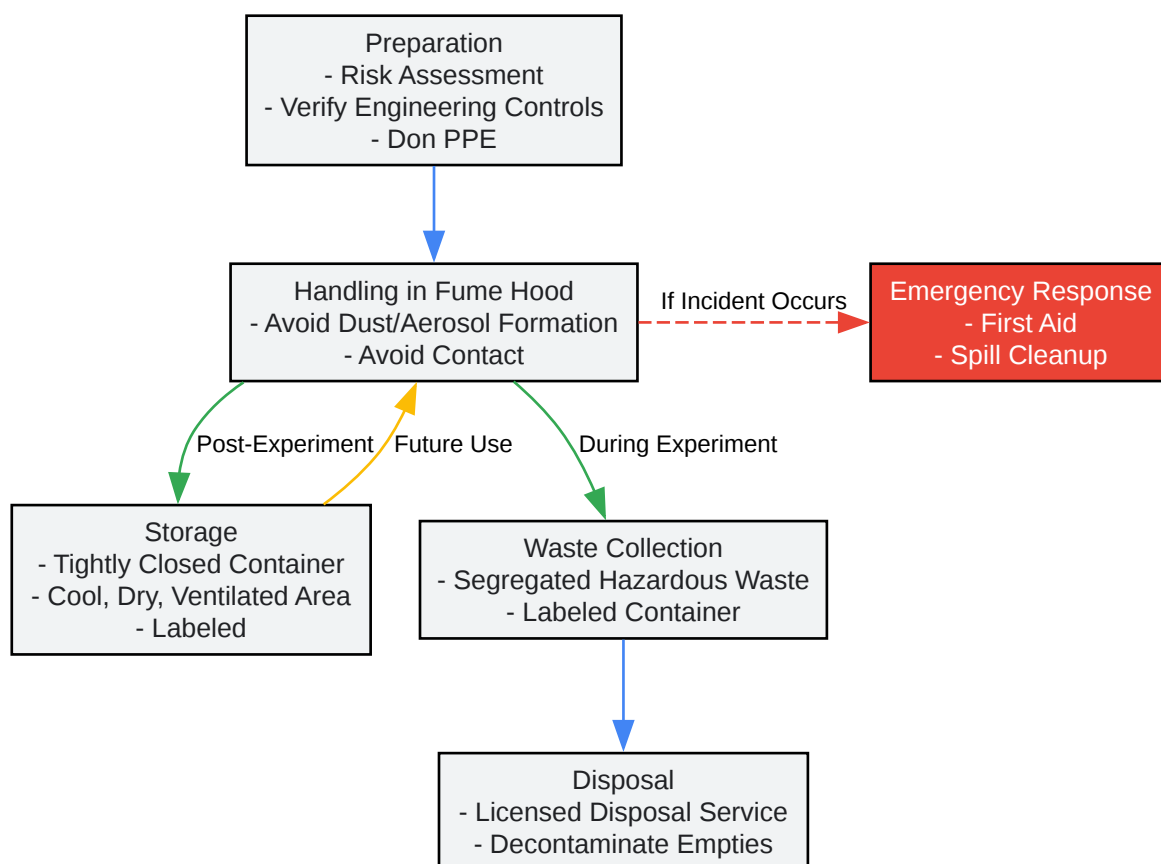 Preparation
- Risk Assessment
- Verify Engineering Controls
- Don PPE
Handling in Fume Hood
- Avoid Dust/Aerosol Formation
- Avoid Contact
If Incident Occurs
Emergency Response
- First Aid
- Spill Cleanup
Post-Experiment
Future Use
During Experiment
Storage
- Tightly Closed Container
- Cool, Dry, Ventilated Area
- Labeled
Waste Collection
- Segregated Hazardous Waste
- Labeled Container
Disposal
- Licensed Disposal Service
- Decontaminate Empties